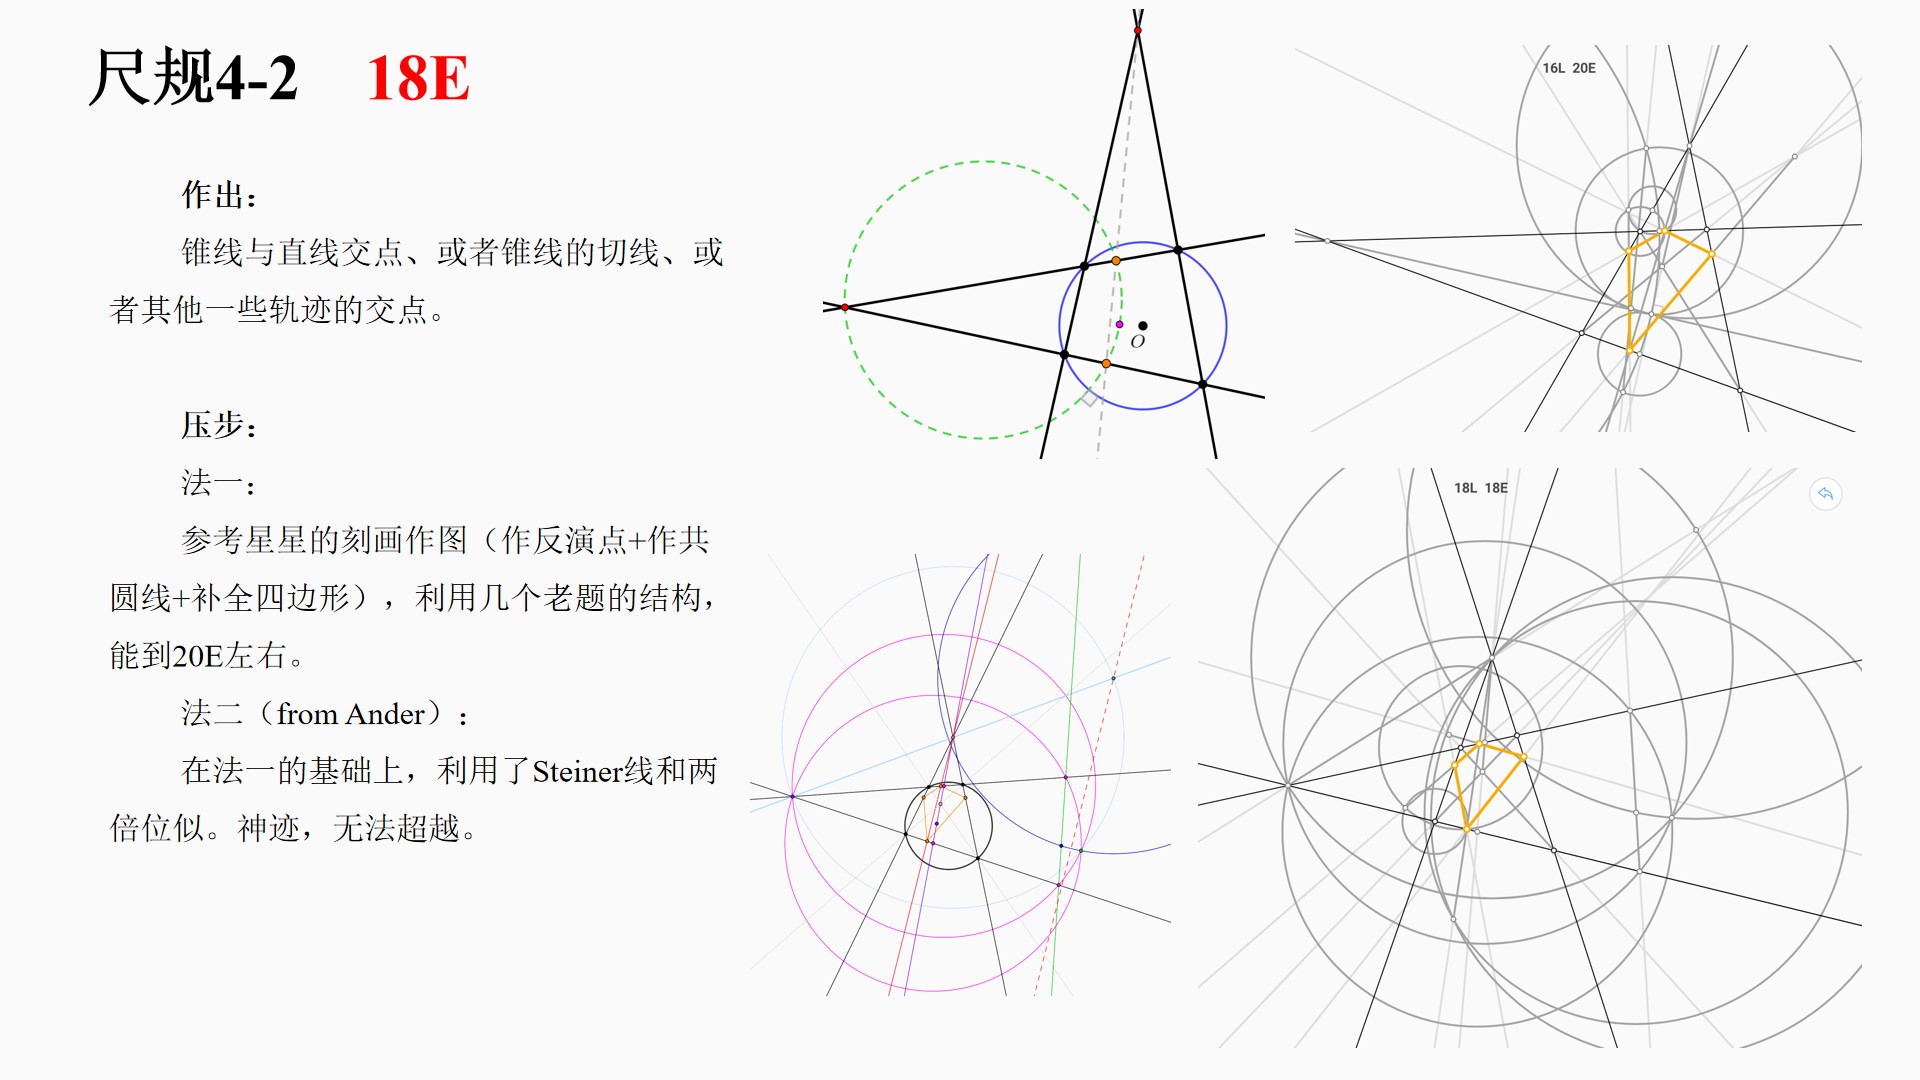 尺规4-2 18E
作出：
锥线与直线交点、或者锥线的切线、或
者其他一些轨迹的交点。
压步：
法一：
参考星星的刻画作图（作反演点+作共
圆线+补全四边形），利用几个老题的结构，
能到20E左右。
法二（from Ander）：
在法一的基础上，利用了Steiner线和两
倍位似。神迹，无法超越。
O
16L 20E
18L 18E